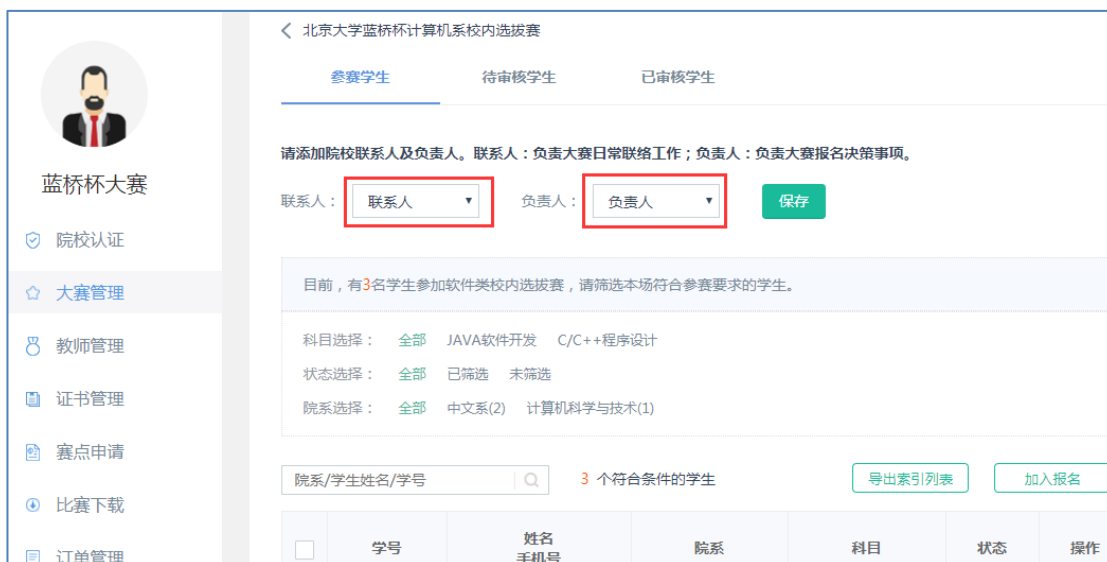 北京大学蓝桥杯计算机系校内选拔赛
参赛学生 待审核学生 已审核学生
请添加院校联系人及负责人。联系人：负责大赛日常联络工作；负责人：负责大赛报名决策事项。
联系人： 联系人 负责人： 负责人 保存
蓝桥杯大赛
院校认证
大赛管理
教师管理
证书管理
赛点申请
比赛下载
订单管理
目前，有3名学生参加软件类校内选拔赛，请筛选本场符合参赛要求的学生。
科目选择： 全部 JAVA软件开发 C/C++程序设计
状态选择： 全部 已筛选 未筛选
院系选择： 全部 中文系(2) 计算机科学与技术(1)
院系/学生姓名/学号 3 个符合条件的学生 导出索引列表 加入报名
学号 姓名 院系 科目 状态 操作
手机号